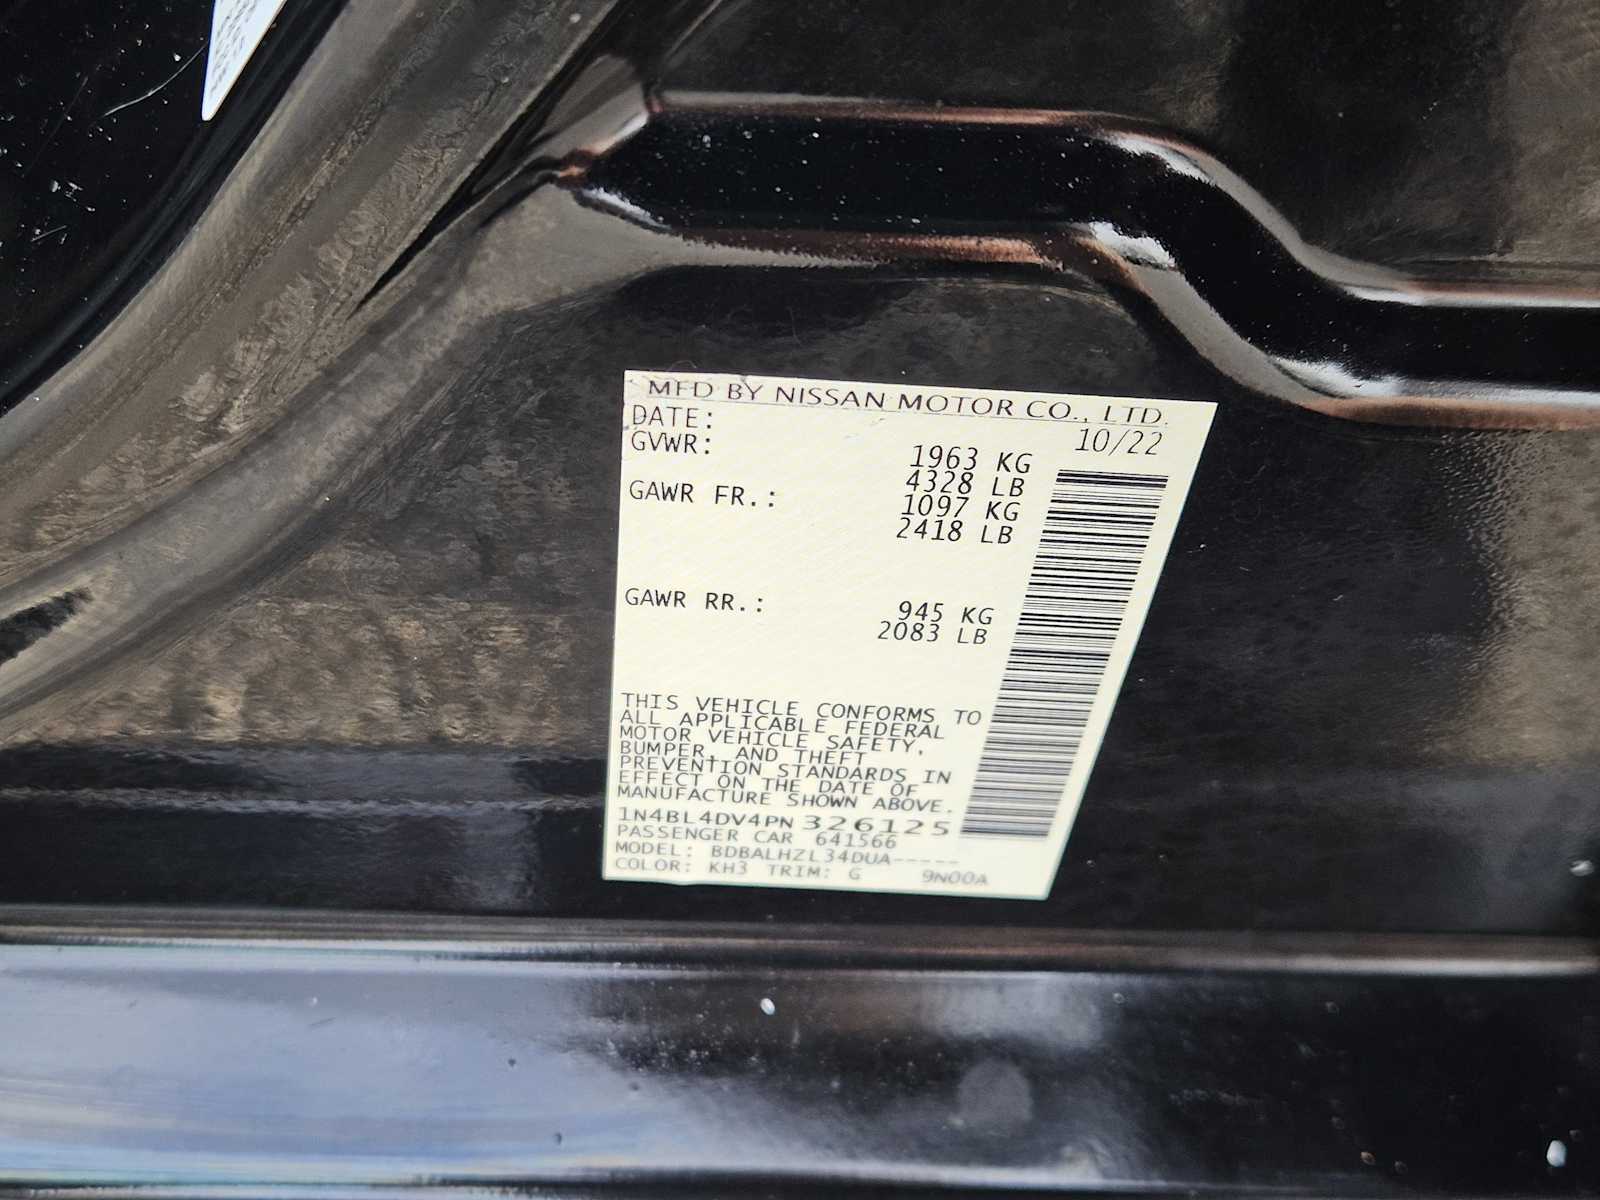 MFD BY NISSAN MOTOR CO., LTD.
DATE: 10/22
GVWR: 1963 KG
4328 LB
GAWR FR.: 1097 KG
2418 LB
GAWR RR.: 945 KG
2083 LB
THIS VEHICLE CONFORMS TO
ALL APPLICABLE FEDERAL
MOTOR VEHICLE SAFETY,
BUMPER, AND THEFT
PREVENTION STANDARDS IN
EFFECT ON THE DATE OF
MANUFACTURE SHOWN ABOVE.
1N4BL4DV4PN326125
PASSENGER CAR 641566
MODEL: BDBALHZL34DUA-----
COLOR: KH3 TRIM: G 9N00A